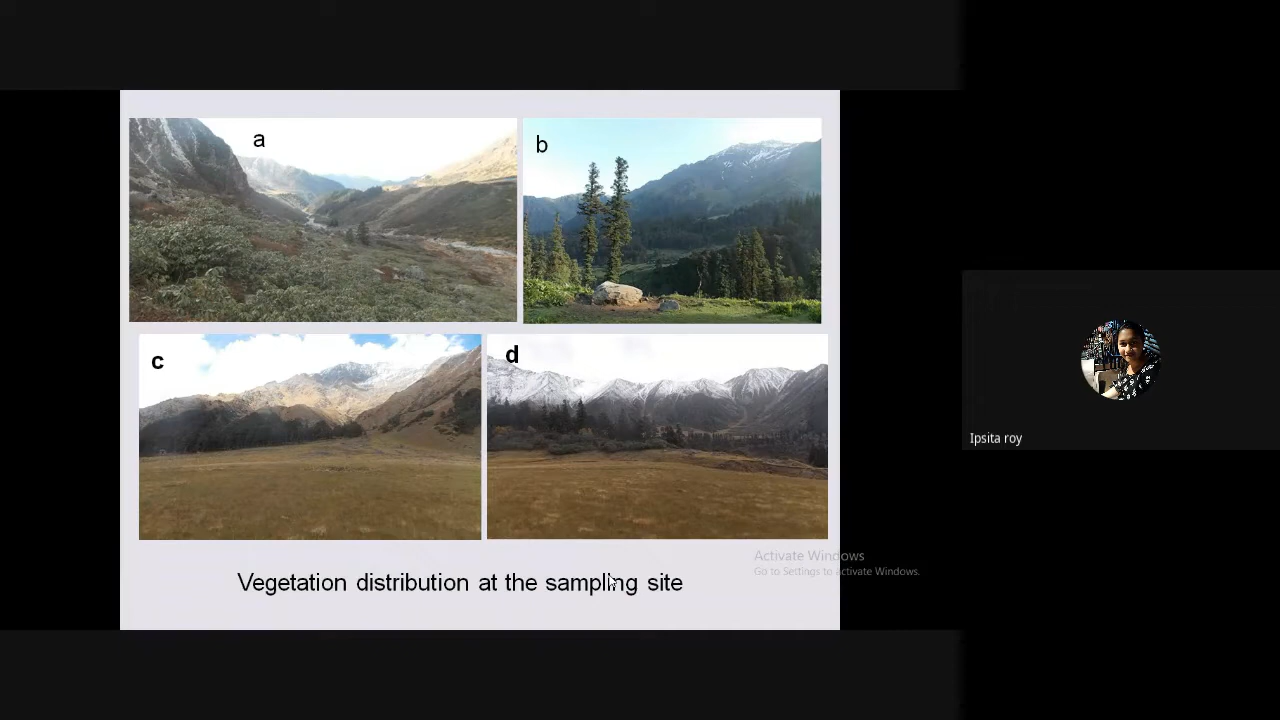 a
b
c
d
Vegetation distribution at the sampling site
Ipsita roy
Activate Windows
Go to Settings to activate Windows.